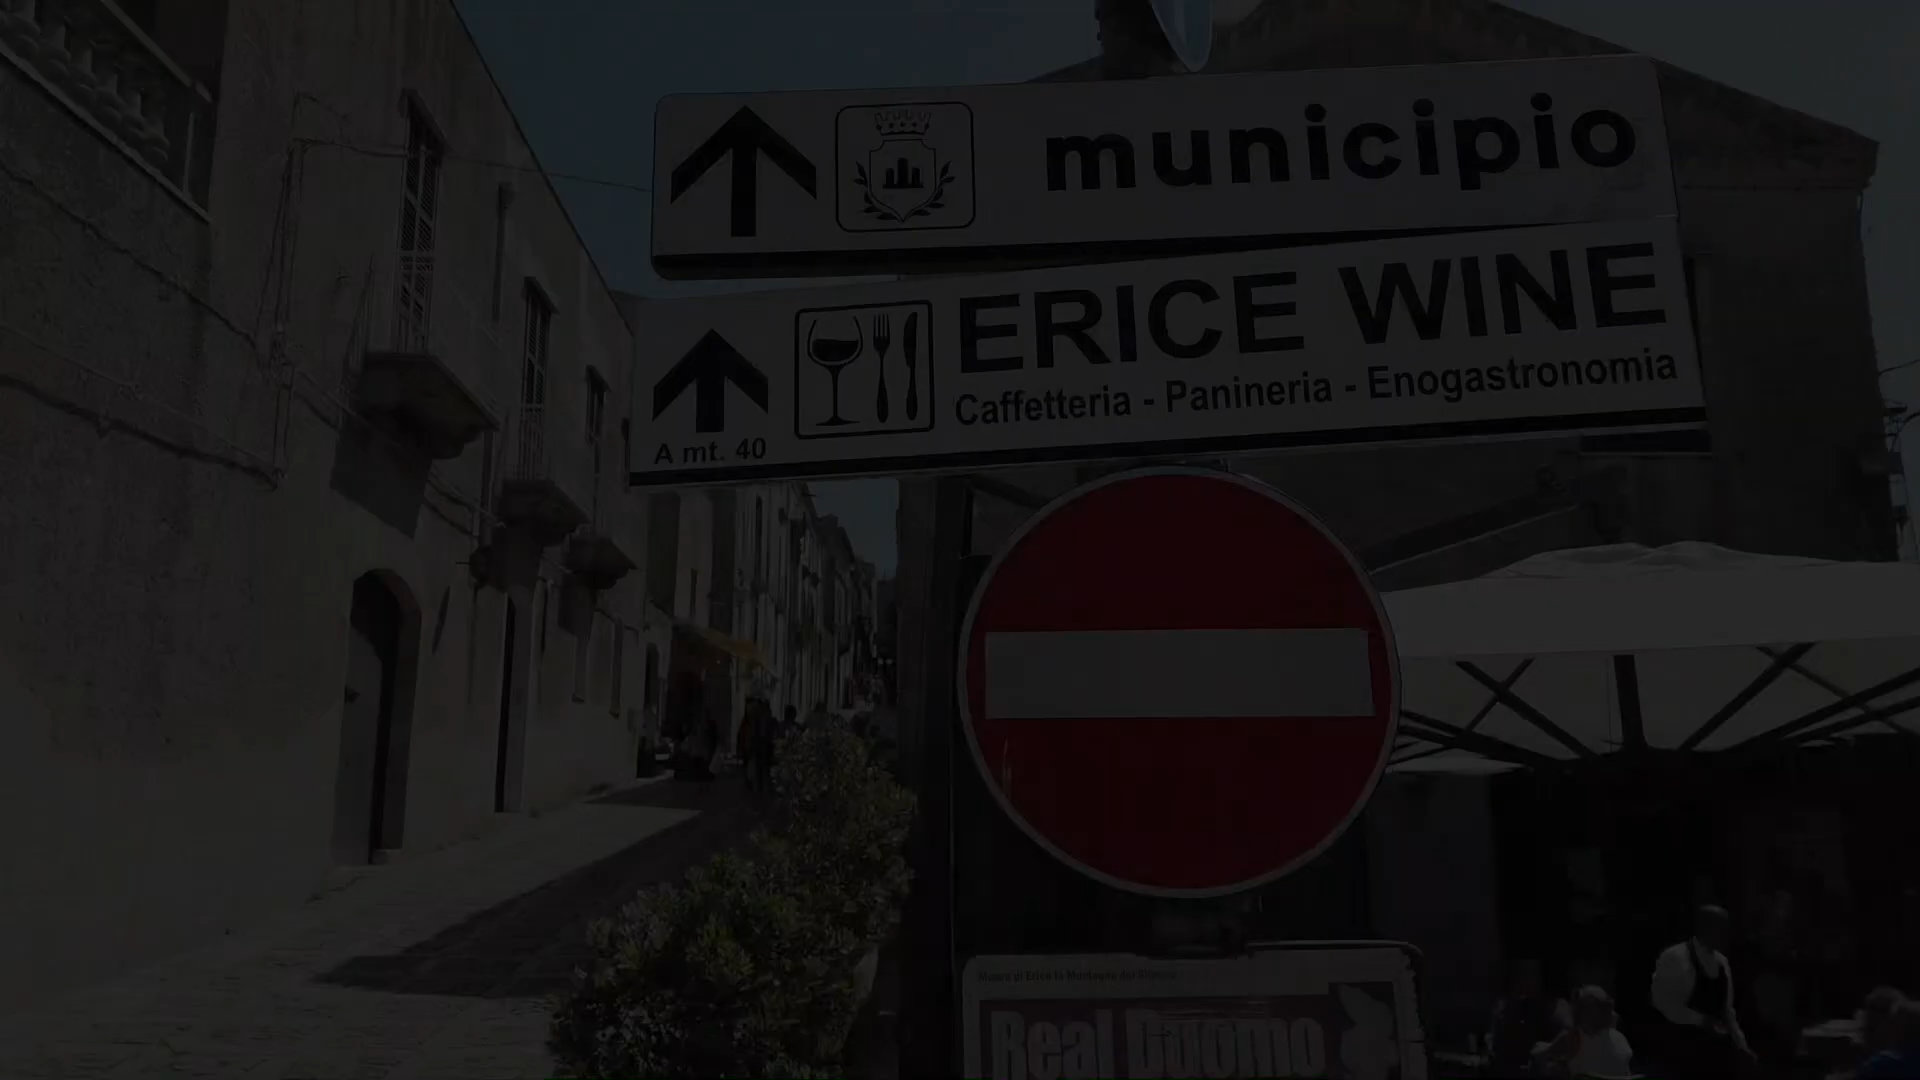 municipio
ERICE WINE
Caffetteria - Panineria - Enogastronomia
A mt. 40
Real Duomo